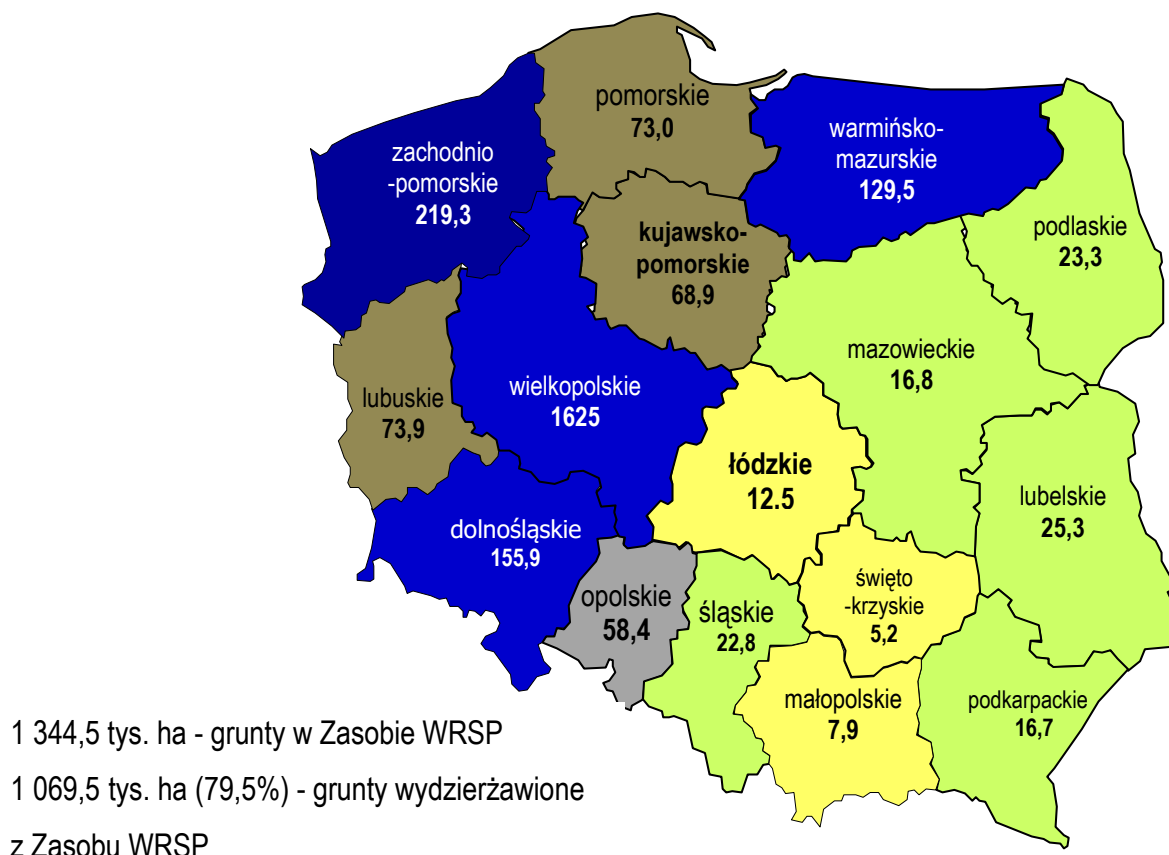 pomorskie
73,0
warmińsko-
mazurskie
129,5
zachodnio
-pomorskie
219,3
kujawsko-
pomorskie
68,9
podlaskie
23,3
mazowieckie
16,8
wielkopolskie
1625
lubuskie
73,9
łódzkie
12.5
lubelskie
25,3
dolnośląskie
155,9
opolskie
58,4
śląskie
22,8
święto
-krzyskie
5,2
małopolskie
7,9
podkarpackie
16,7
1 344,5 tys. ha - grunty w Zasobie WRSP
1 069,5 tys. ha (79,5%) - grunty wydzierżawione
z Zasobu WRSP